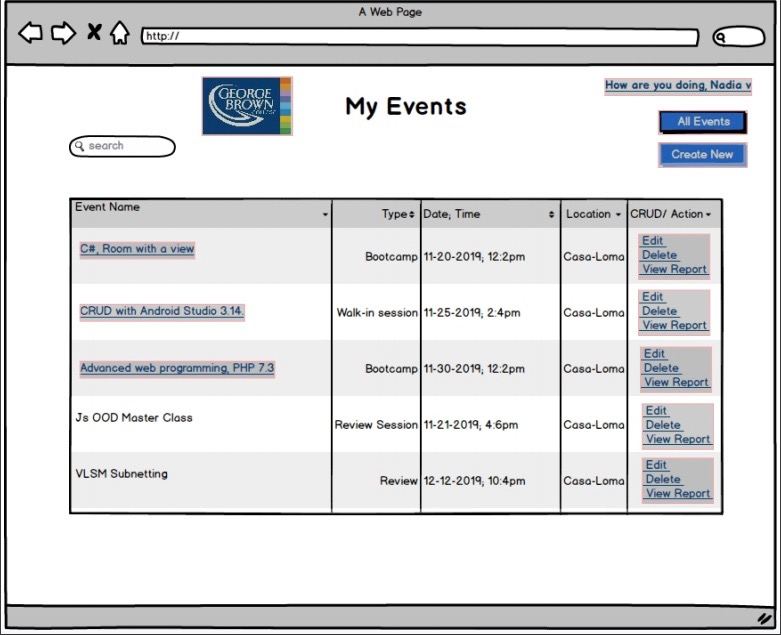 A Web Page
http://
GEORGE
BROWN
COLLEGE
My Events
How are you doing, Nadia v
All Events
search
Create New
Event Name Type Date; Time Location CRUD/ Action
C#, Room with a view Bootcamp 11-20-2019; 12:2pm Casa-Loma Edit
Delete
View Report
CRUD with Android Studio 3.14. Walk-in session 11-25-2019; 2:4pm Casa-Loma Edit
Delete
View Report
Advanced web programming, PHP 7.3 Bootcamp 11-30-2019; 12:2pm Casa-Loma Edit
Delete
View Report
Js OOD Master Class Review Session 11-21-2019; 4:6pm Casa-Loma Edit
Delete
View Report
VLSM Subnetting Review 12-12-2019; 10:4pm Casa-Loma Edit
Delete
View Report